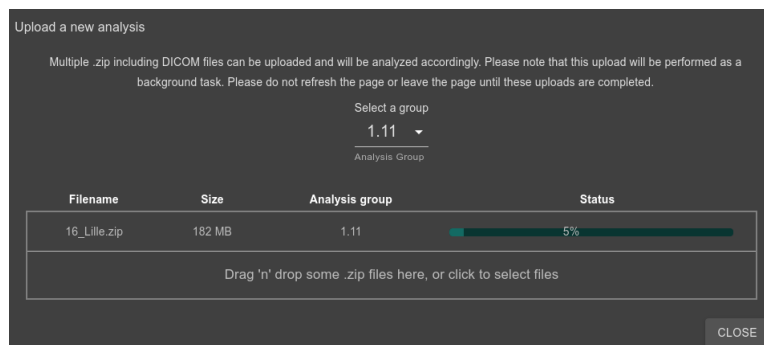 Upload a new analysis
Multiple .zip including DICOM files can be uploaded and will be analyzed accordingly. Please note that this upload will be performed as a
background task. Please do not refresh the page or leave the page until these uploads are completed.
Select a group
1.11
Analysis Group
Filename Size Analysis group Status
16_Lille.zip 182 MB 1.11 5%
Drag 'n' drop some .zip files here, or click to select files
CLOSE